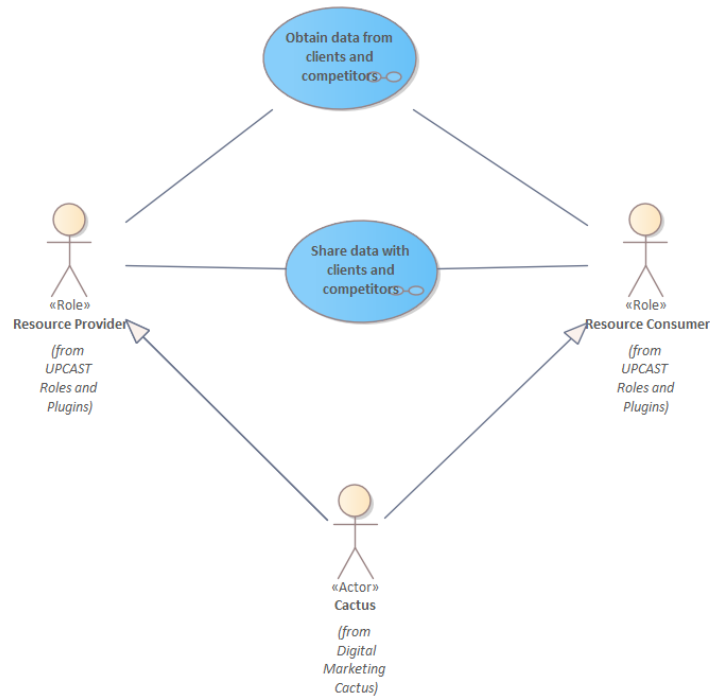 Obtain data from
clients and
competitors
Share data with
clients and
competitors
«Role»
Resource Provider
(from
UPCAST
Roles and
Plugins)
«Role»
Resource Consumer
(from
UPCAST
Roles and
Plugins)
«Actor»
Cactus
(from
Digital
Marketing
Cactus)